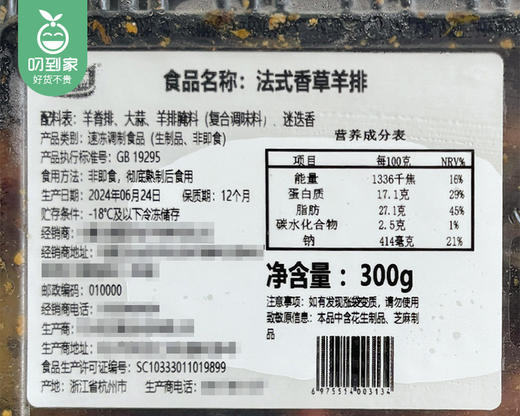 叨到家
好货不贵
食品名称：法式香草羊排
配料表：羊脊排、大蒜、羊排腌料（复合调味料）、迷迭香
产品类别：速冻调制食品（生制品、非即食）
产品执行标准号：GB 19295
食用方法：非即食，彻底熟制后食用
生产日期：2024年06月24日 保质期：12个月
贮存条件：-18℃及以下冷冻储存
经销商：
经销商地址：
邮政编码：010000
经销商电话：
生产商：
生产商地址：
食品生产许可证编号：SC10333011019899
产地：浙江省杭州市 生产商电话：
营养成分表
项目 每100克 NRV%
能量 1336千焦 16%
蛋白质 17.1克 29%
脂肪 27.1克 45%
碳水化合物 2.5克 1%
钠 414毫克 21%
净含量：300g
注意事项：如有发现涨袋变质，请勿使用
致敏原信息：本品中含花生制品、芝麻制品
6975514003134